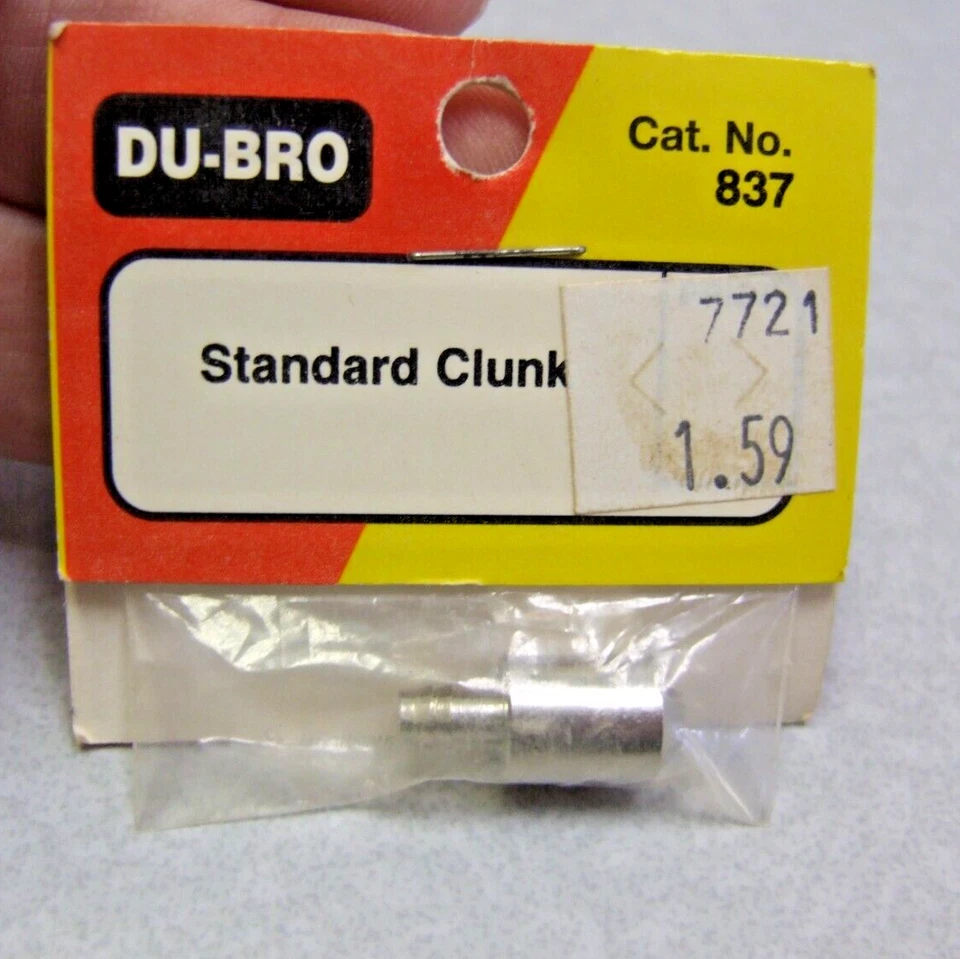 DU-BRO
Cat. No.
837
Standard Clunk
7721
1.59